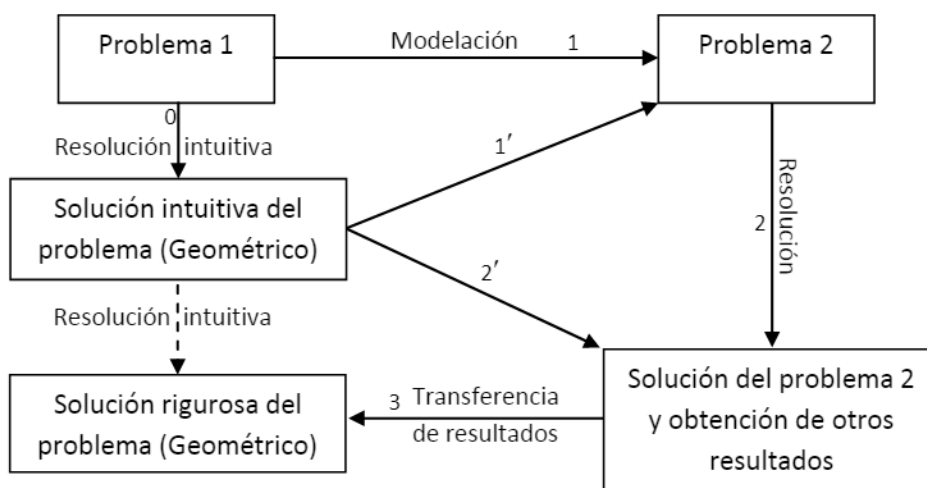 Problema 1
Modelación 1
Problema 2
0
Resolución intuitiva
1′
Solución intuitiva del
problema (Geométrico)
2 Resolución
2′
Resolución intuitiva
Solución rigurosa del
problema (Geométrico)
3 Transferencia
de resultados
Solución del problema 2
y obtención de otros
resultados